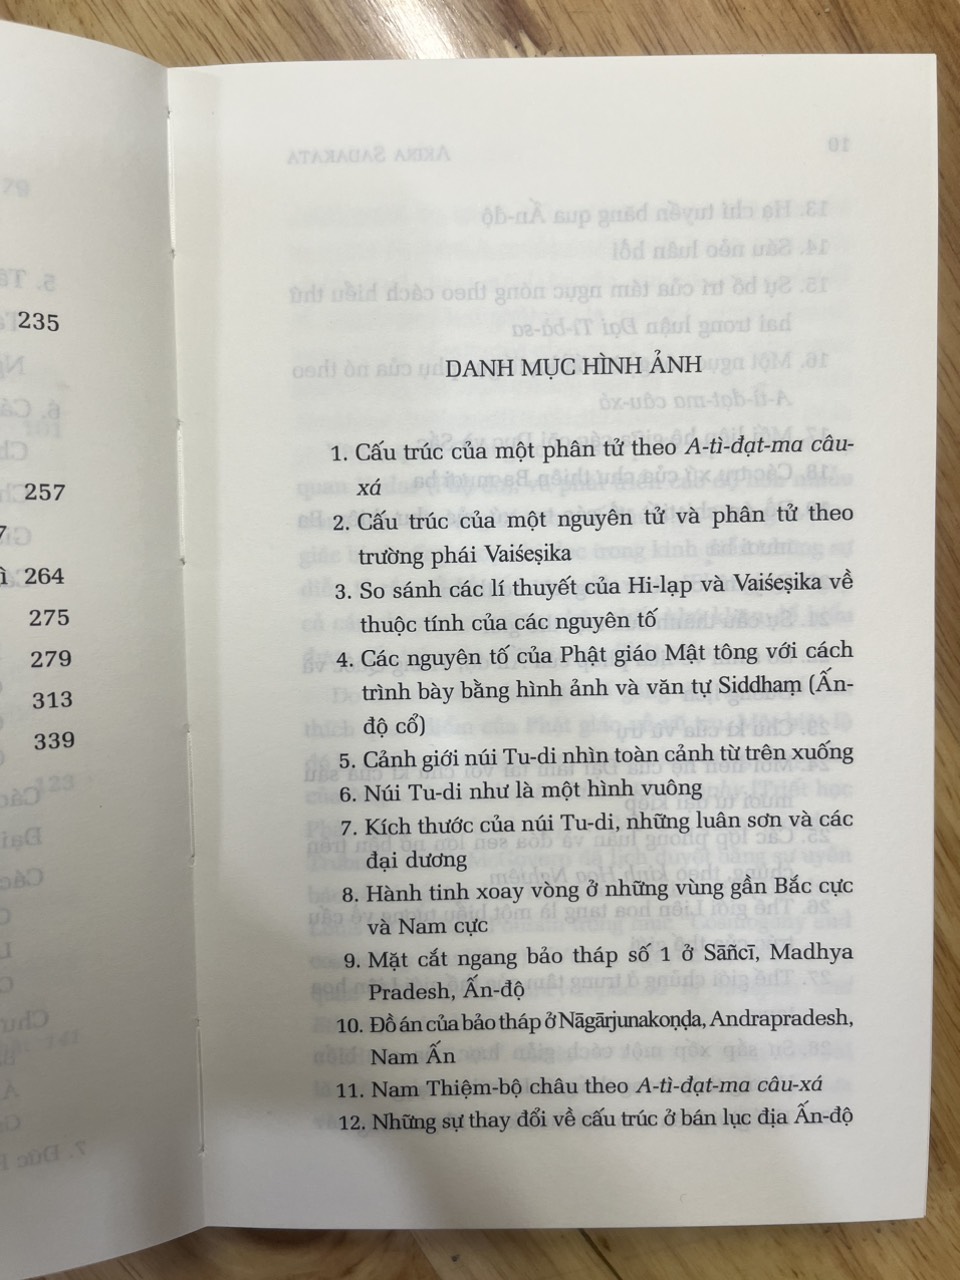 235
257
264
275
279
313
339
DANH MỤC HÌNH ẢNH
1. Cấu trúc của một phân tử theo A-tì-đạt-ma câu-
xá
2. Cấu trúc của một nguyên tử và phân tử theo
trường phái Vaiśeṣika
3. So sánh các lí thuyết của Hi-lạp và Vaiśeṣika về
thuộc tính của các nguyên tố
4. Các nguyên tố của Phật giáo Mật tông với cách
trình bày bằng hình ảnh và văn tự Siddhaṃ (Ấn-
độ cổ)
5. Cảnh giới núi Tu-di nhìn toàn cảnh từ trên xuống
6. Núi Tu-di như là một hình vuông
7. Kích thước của núi Tu-di, những luân sơn và các
đại dương
8. Hành tinh xoay vòng ở những vùng gần Bắc cực
và Nam cực
9. Mặt cắt ngang bảo tháp số 1 ở Sāñcī, Madhya
Pradesh, Ấn-độ
10. Đồ án của bảo tháp ở Nāgārjunakoṇḍa, Andrapradesh,
Nam Ấn
11. Nam Thiệm-bộ châu theo A-tì-đạt-ma câu-xá
12. Những sự thay đổi về cấu trúc ở bán lục địa Ấn-độ